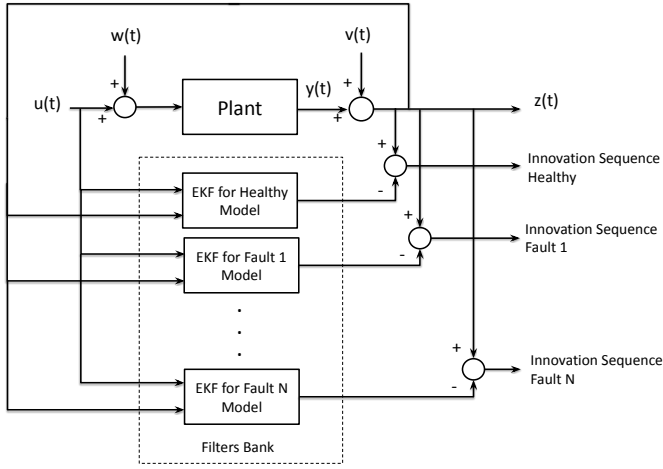 w(t)
v(t)
+
+
u(t)
+
Plant
y(t)
+
z(t)
+
-
Innovation Sequence
Healthy
EKF for Healthy
Model
+
-
Innovation Sequence
Fault 1
EKF for Fault 1
Model
.
.
.
+
-
Innovation Sequence
Fault N
EKF for Fault N
Model
Filters Bank